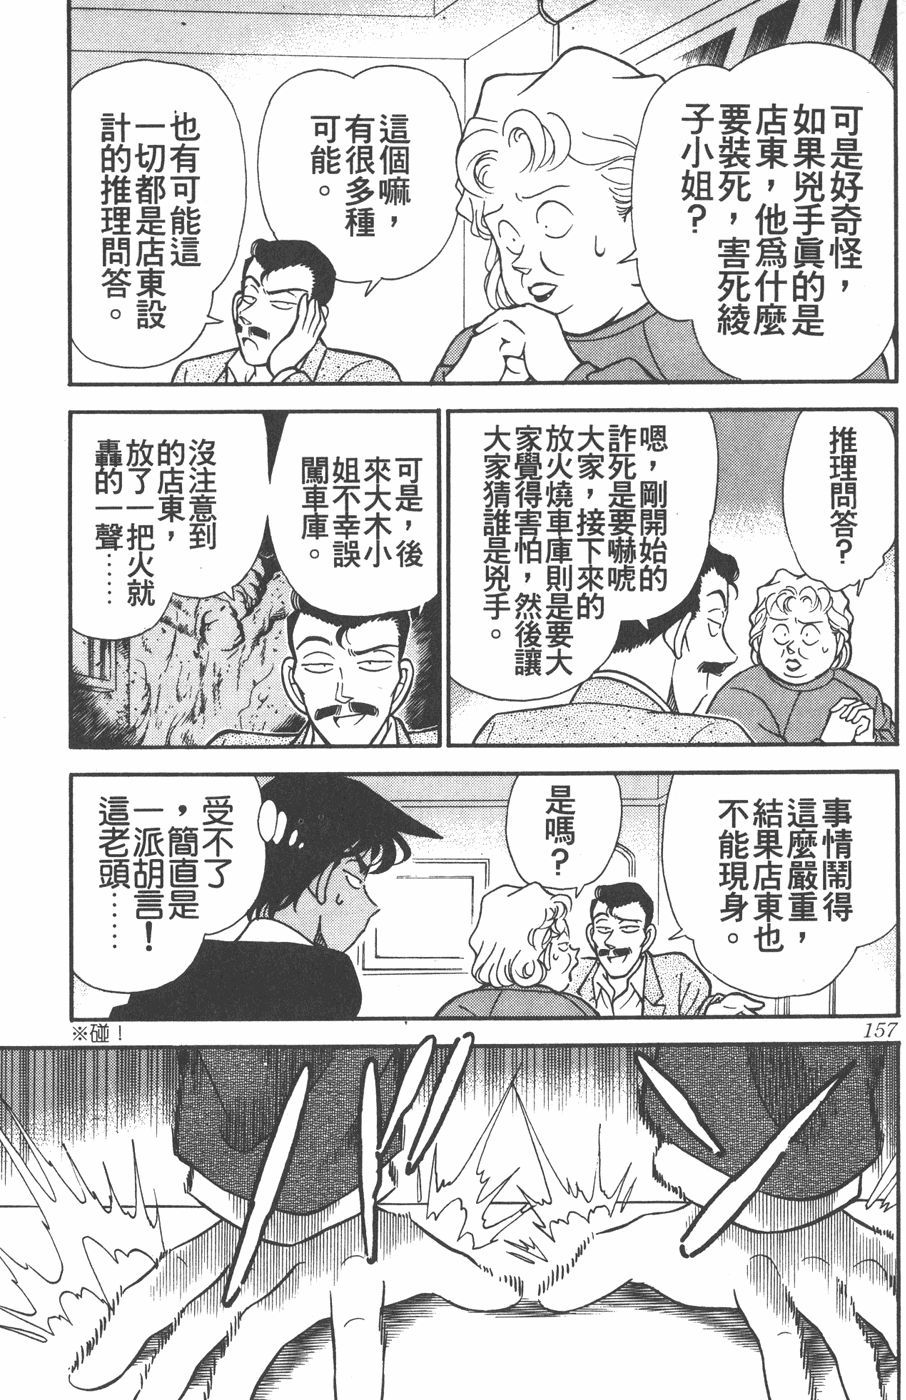 可是好奇怪，
如果兇手眞的是
店東，他爲什麼
要裝死，害死綾
子小姐？
這個嘛，
有很多種
可能。
也有可能這
一切都是店東設
計的推理問答。
推理問答？
嗯，剛開始的
詐死是要嚇唬
大家，接下來的
放火燒車庫則是要大
家覺得害怕，然後讓
大家猜誰是兇手。
可是，後
來大木小
姐不幸誤
闖車庫。
沒注意到
的店東，
放了一把火就
轟的一聲……
事情鬧得
這麼嚴重，
結果店東也
不能現身。
是嗎？
受不了
，簡直是
一派胡言！
這老頭……
※碰！
157